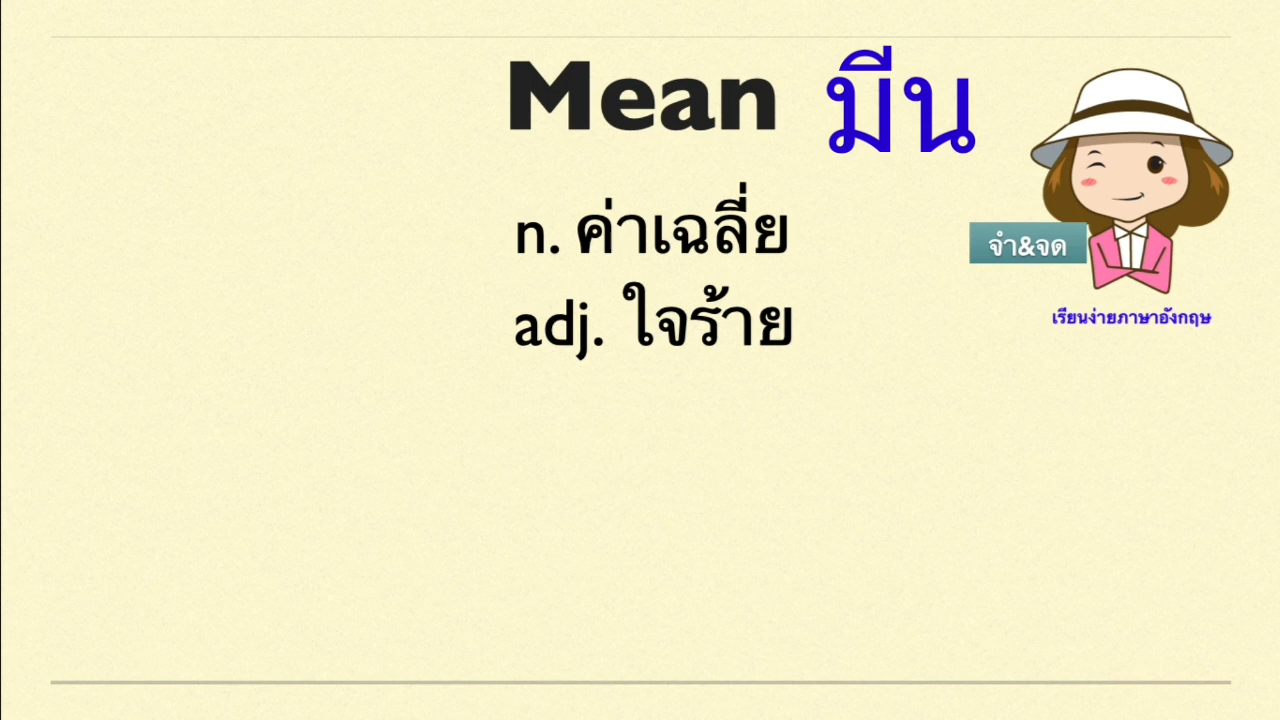 Mean มีน
n. ค่าเฉลี่ย
adj. ใจร้าย
จำ&จด
เรียนง่ายภาษาอังกฤษ